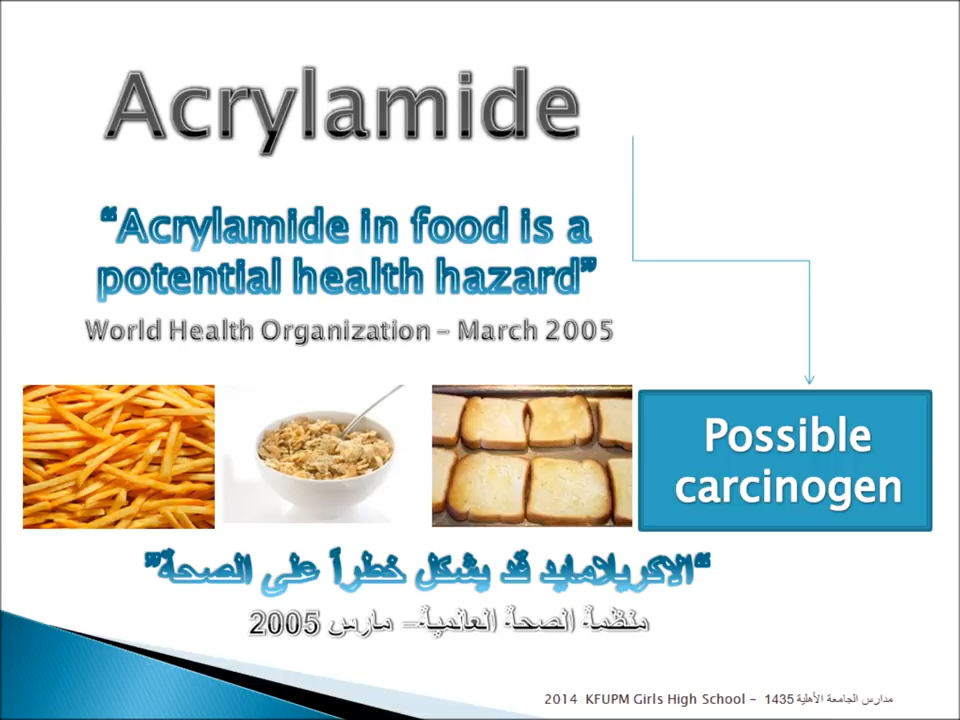 Acrylamide
“Acrylamide in food is a
potential health hazard”
World Health Organization – March 2005
Possible
carcinogen
“الاكريلامايد قد يشكل خطراً على الصحة”
منظمة الصحة العالمية– مارس 2005
2014 KFUPM Girls High School – 1435 مدارس الجامعة الأهلية